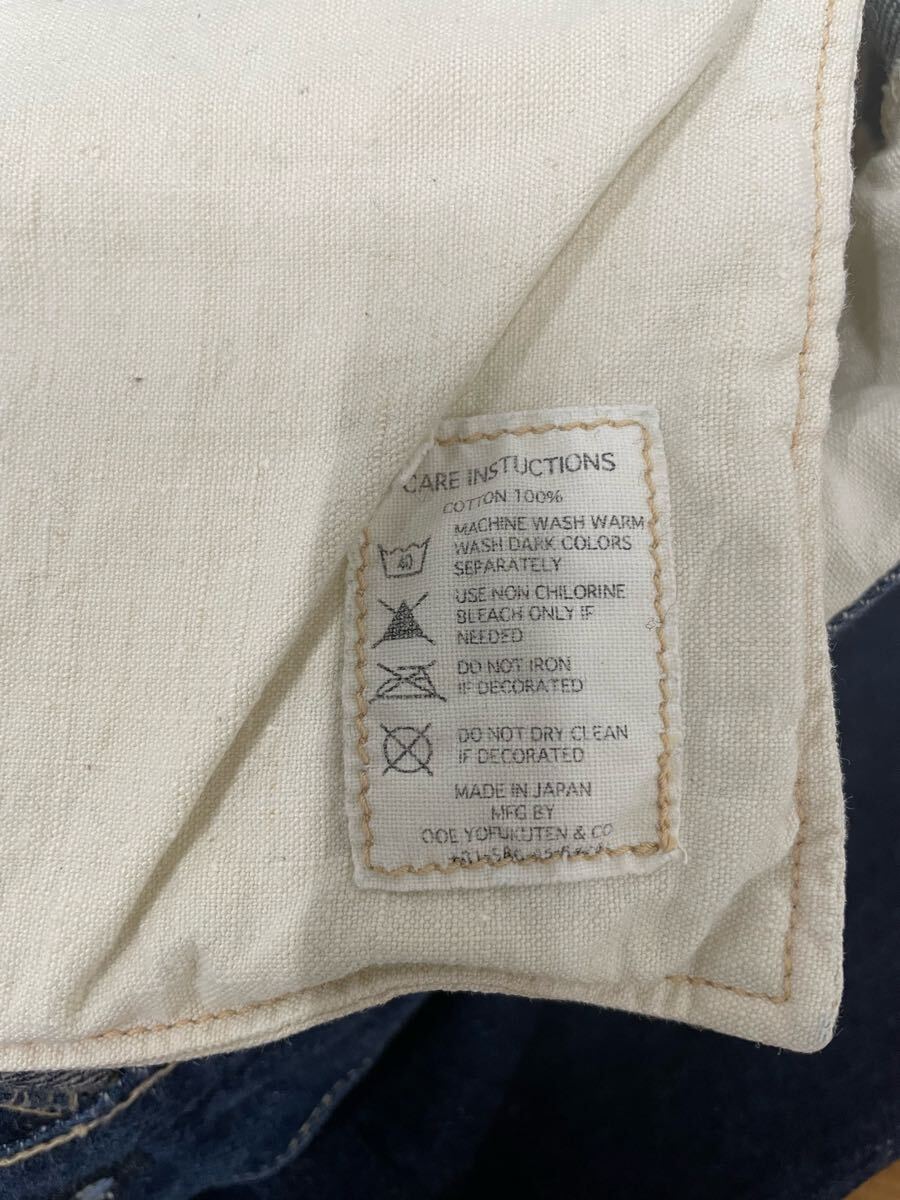 CARE INSTUCTIONS
COTTON 100%
40
MACHINE WASH WARM
WASH DARK COLORS
SEPARATELY
USE NON CHILORINE
BLEACH ONLY IF
NEEDED
DO NOT IRON
IF DECORATED
DO NOT DRY CLEAN
IF DECORATED
MADE IN JAPAN
MFG BY
OOE YOFUKUTEN & CO